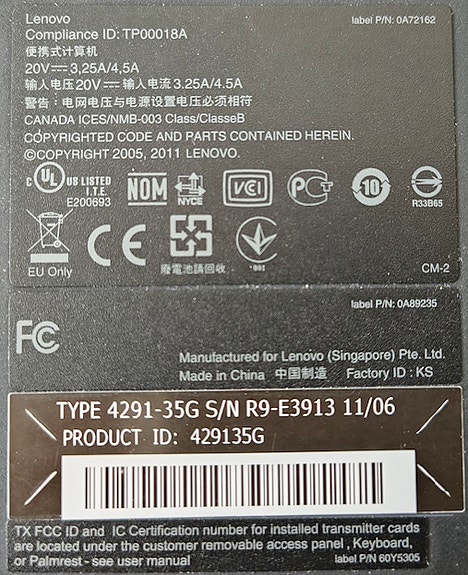 Lenovo
label P/N: 0A72162
Compliance ID: TP00018A
便携式计算机
20V⎓3,25A/4,5A
输入电压20V⎓输入电流3.25A/4.5A
警告：电网电压与电源设置电压必须相符
CANADA ICES/NMB-003 Class/ClasseB
COPYRIGHTED CODE AND PARTS CONTAINED HEREIN.
©COPYRIGHT 2005, 2011 LENOVO.
C UL US LISTED
I.T.E.
E200693
NOM
NYCE
VCI
PCT
10
R33B65
EU Only
CE
廢電池請回收
CM-2
label P/N: 0A89235
FC
Manufactured for Lenovo (Singapore) Pte. Ltd.
Made in China 中国制造 Factory ID : KS
TYPE 4291-35G S/N R9-E3913 11/06
PRODUCT ID: 429135G
TX FCC ID and IC Certification number for installed transmitter cards
are located under the customer removable access panel , Keyboard,
or Palmrest - see user manual
label P/N 60Y5305